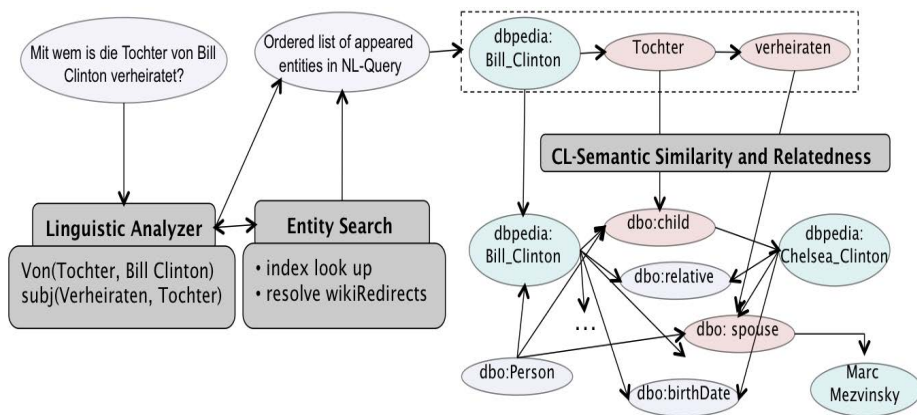 Mit wem is die Tochter von Bill
Clinton verheiratet?
Ordered list of appeared
entities in NL-Query
dbpedia:
Bill_Clinton
Tochter
verheiraten
CL-Semantic Similarity and Relatedness
Linguistic Analyzer
Von(Tochter, Bill Clinton)
subj(Verheiraten, Tochter)
Entity Search
• index look up
• resolve wikiRedirects
dbpedia:
Bill_Clinton
dbo:child
dbpedia:
Chelsea_Clinton
dbo:relative
...
dbo: spouse
dbo:Person
dbo:birthDate
Marc
Mezvinsky